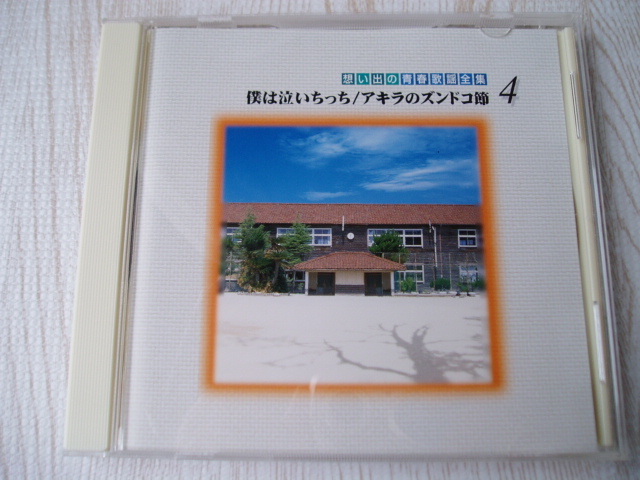 想い出の青春歌謡全集
僕は泣いちっち/アキラのズンドコ節 4